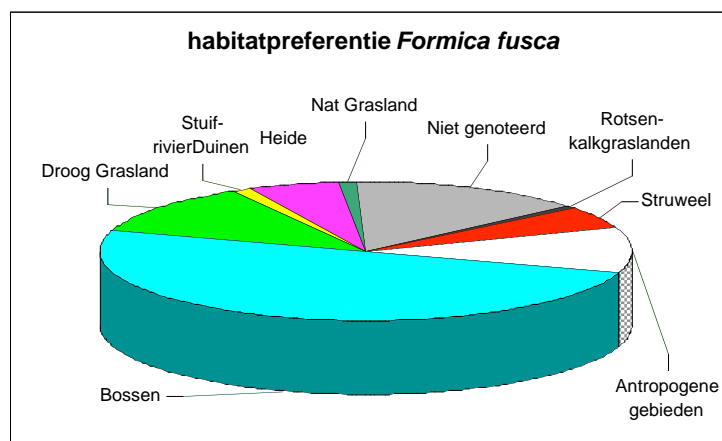 habitatpreferentie Formica fusca
Stuif-
rivierDuinen
Heide
Nat Grasland
Niet genoteerd
Rotsen-
kalkgraslanden
Droog Grasland
Struweel
Bossen
Antropogene
gebieden